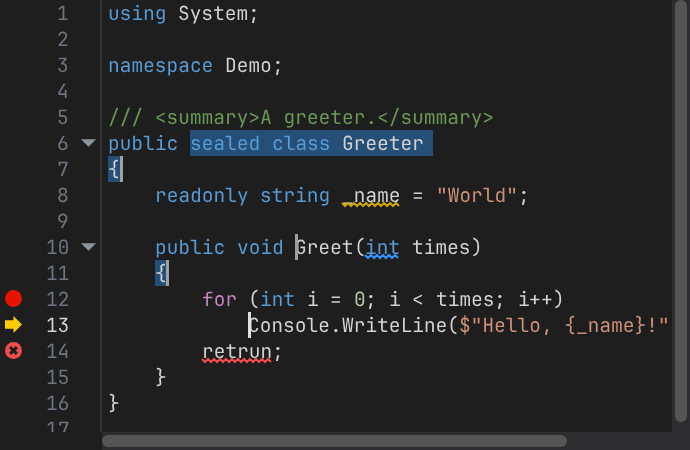 1 using System;
2
3 namespace Demo;
4
5 /// <summary>A greeter.</summary>
6 public sealed class Greeter
7 {
8 readonly string _name = "World";
9
10 public void Greet(int times)
11 {
12 for (int i = 0; i < times; i++)
13 Console.WriteLine($"Hello, {_name}!"
14 retrun;
15 }
16 }
17